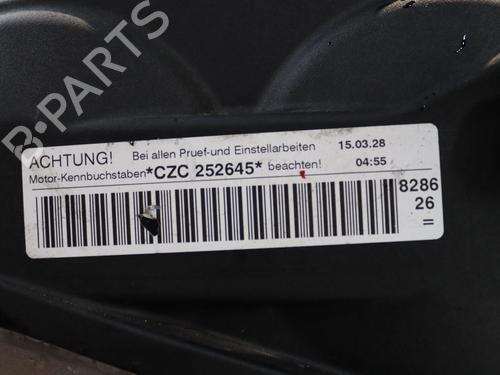 B-PARTS
ACHTUNG! Bei allen Pruef-und Einstellarbeiten 15.03.28
Motor-Kennbuchstaben *CZC 252645* beachten! 04:55
8286
26
=